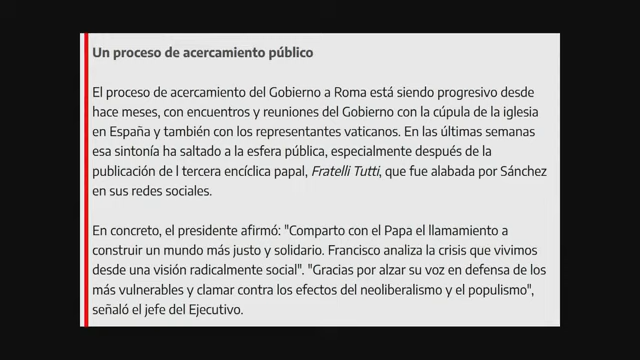 Un proceso de acercamiento público
El proceso de acercamiento del Gobierno a Roma está siendo progresivo desde
hace meses, con encuentros y reuniones del Gobierno con la cúpula de la iglesia
en España y también con los representantes vaticanos. En las últimas semanas
esa sintonía ha saltado a la esfera pública, especialmente después de la
publicación de l tercera encíclica papal, Fratelli Tutti, que fue alabada por Sánchez
en sus redes sociales.
En concreto, el presidente afirmó: "Comparto con el Papa el llamamiento a
construir un mundo más justo y solidario. Francisco analiza la crisis que vivimos
desde una visión radicalmente social". "Gracias por alzar su voz en defensa de los
más vulnerables y clamar contra los efectos del neoliberalismo y el populismo",
señaló el jefe del Ejecutivo.